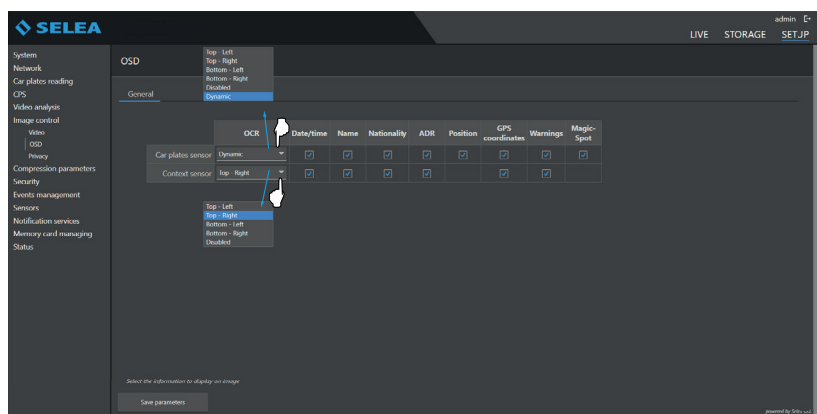 SELEA
admin
LIVE STORAGE SETUP
System
Network
Car plates reading
CPS
Video analysis
Image control
Video
OSD
Privacy
Compression parameters
Security
Events management
Sensors
Notification services
Memory card managing
Status
OSD
General
Top - Left
Top - Right
Bottom - Left
Bottom - Right
Disabled
Dynamic
OCR Date/time Name Nationality ADR Position GPS coordinates Warnings Magic-Spot
Car plates sensor Dynamic
Context sensor Top - Right
Top - Left
Top - Right
Bottom - Left
Bottom - Right
Disabled
Select the information to display on image
Save parameters
powered by Selea s.r.l.